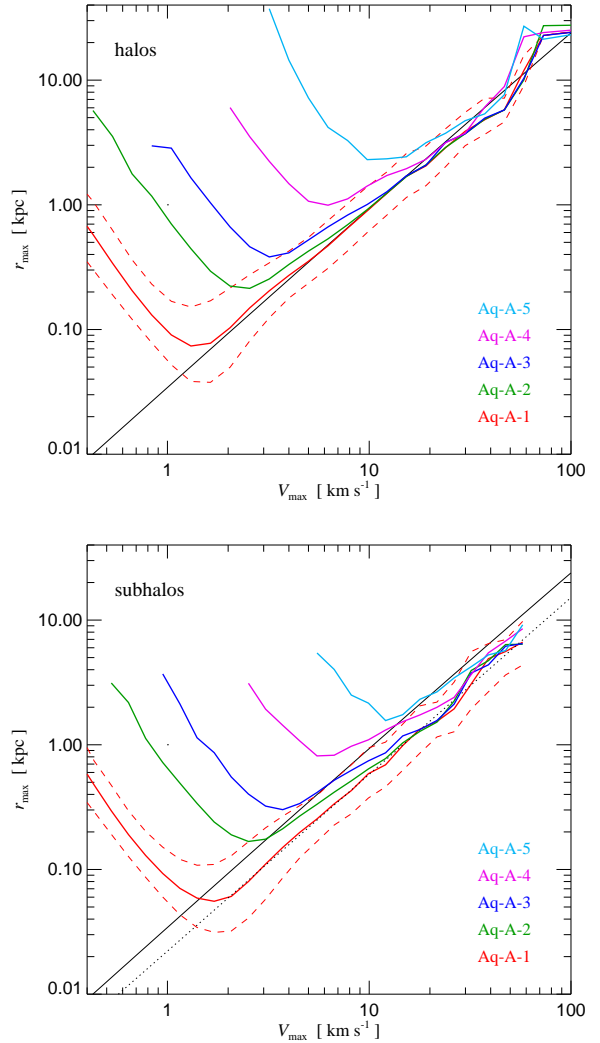 halos
10.00
1.00
0.10
0.01
r_max [ kpc ]
Aq-A-5
Aq-A-4
Aq-A-3
Aq-A-2
Aq-A-1
1 10 100
V_max [ km s^-1 ]
subhalos
10.00
1.00
0.10
0.01
r_max [ kpc ]
Aq-A-5
Aq-A-4
Aq-A-3
Aq-A-2
Aq-A-1
1 10 100
V_max [ km s^-1 ]